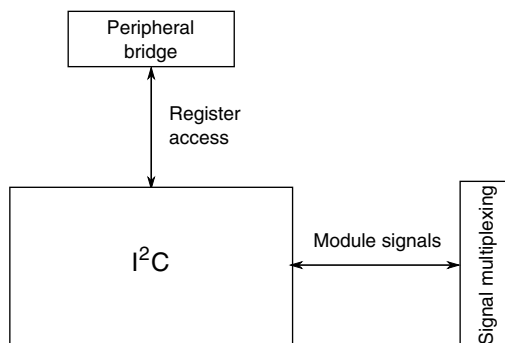 Peripheral
bridge
Register
access
I²C
Module signals
Signal multiplexing